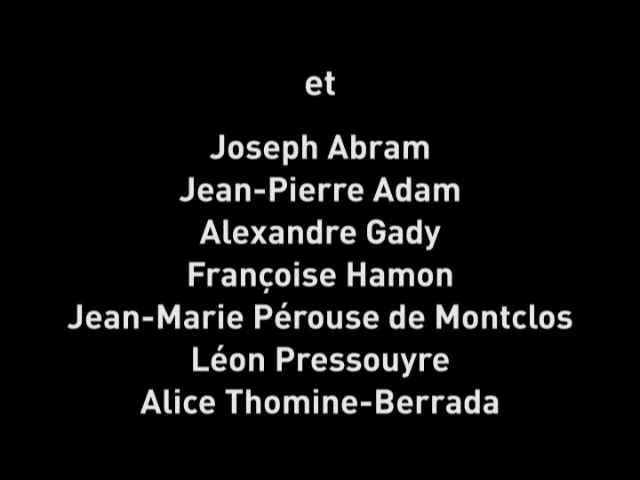 et
Joseph Abram
Jean-Pierre Adam
Alexandre Gady
Françoise Hamon
Jean-Marie Pérouse de Montclos
Léon Pressouyre
Alice Thomine-Berrada